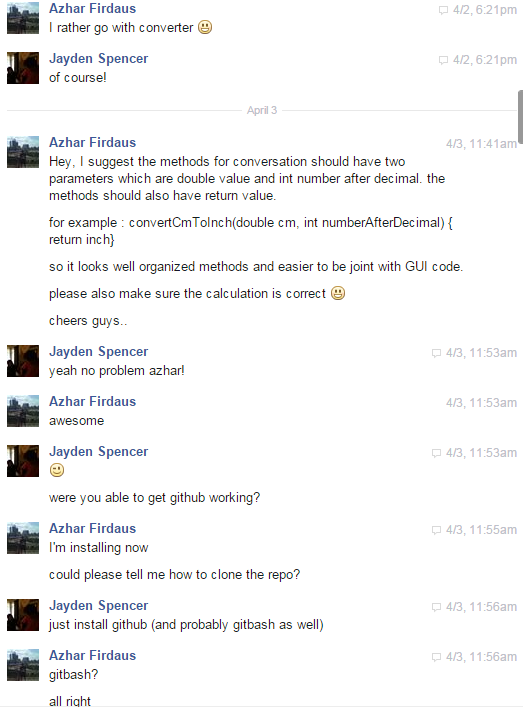 Azhar Firdaus
4/2, 6:21pm
I rather go with converter
Jayden Spencer
4/2, 6:21pm
of course!
April 3
Azhar Firdaus
4/3, 11:41am
Hey, I suggest the methods for conversation should have two
parameters which are double value and int number after decimal. the
methods should also have return value.
for example : convertCmToInch(double cm, int numberAfterDecimal) {
return inch}
so it looks well organized methods and easier to be joint with GUI code.
please also make sure the calculation is correct
cheers guys..
Jayden Spencer
4/3, 11:53am
yeah no problem azhar!
Azhar Firdaus
4/3, 11:53am
awesome
Jayden Spencer
4/3, 11:53am
were you able to get github working?
Azhar Firdaus
4/3, 11:55am
I'm installing now
could please tell me how to clone the repo?
Jayden Spencer
4/3, 11:56am
just install github (and probably gitbash as well)
Azhar Firdaus
4/3, 11:56am
gitbash?
all right